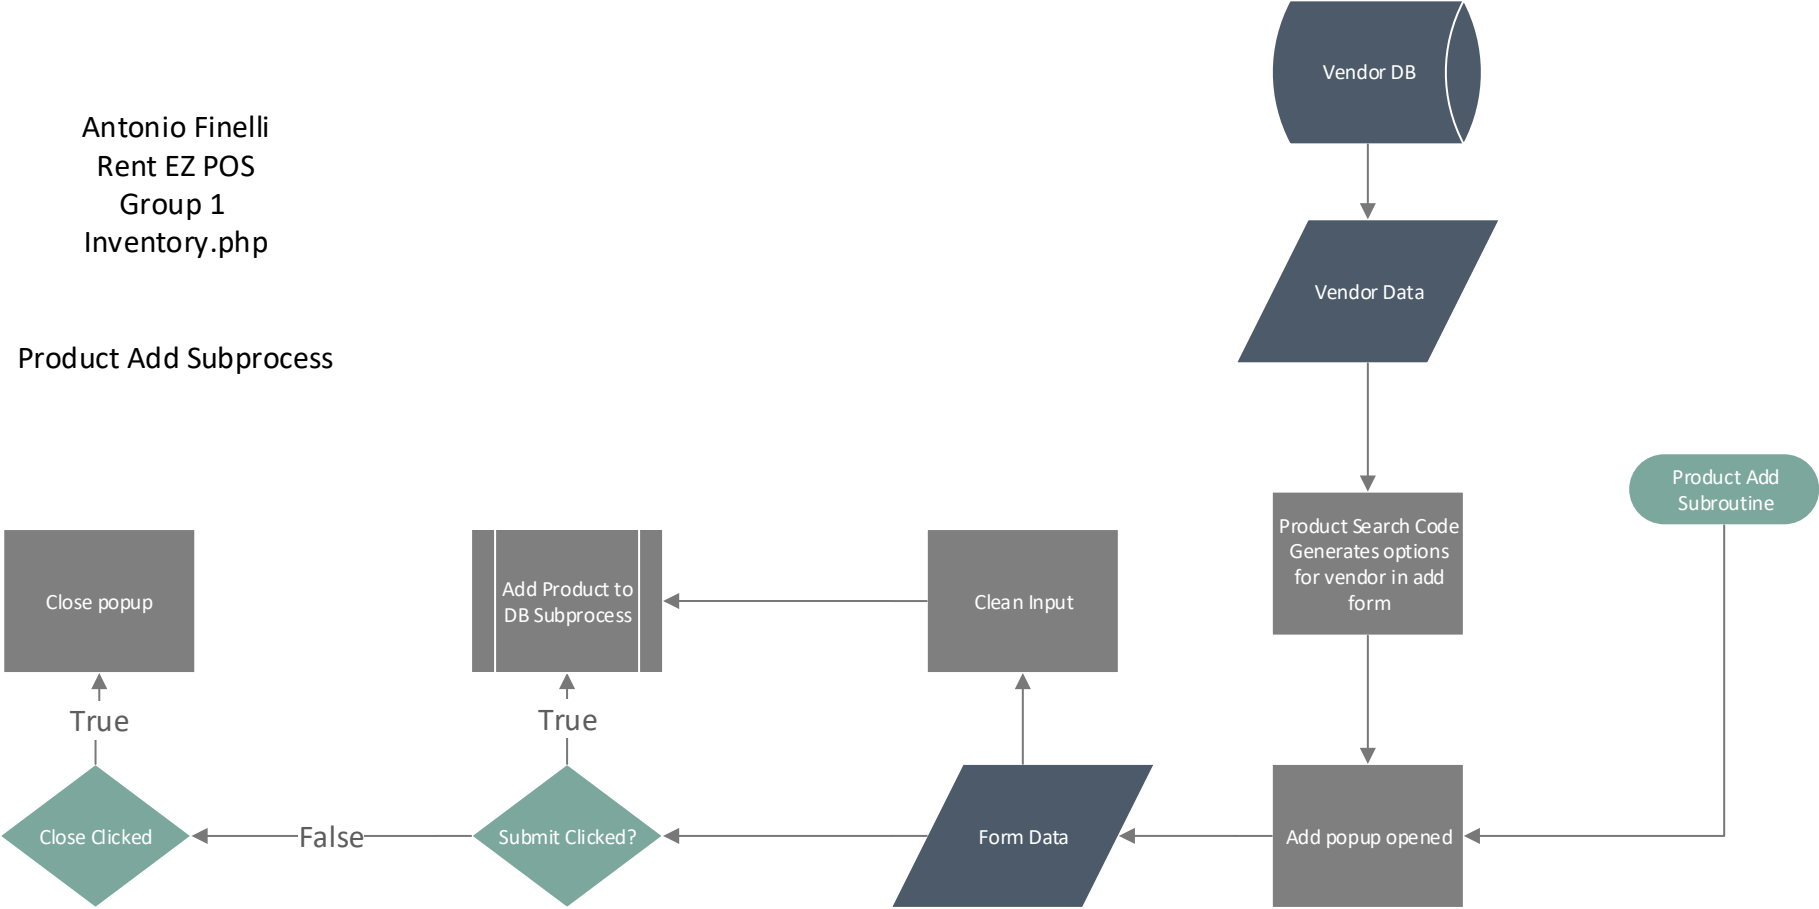 Antonio Finelli
Rent EZ POS
Group 1
Inventory.php
Product Add Subprocess
Vendor DB
Vendor Data
Product Add
Subroutine
Product Search Code
Generates options
for vendor in add
form
Close popup
Add Product to
DB Subprocess
Clean Input
True
True
Close Clicked
False
Submit Clicked?
Form Data
Add popup opened